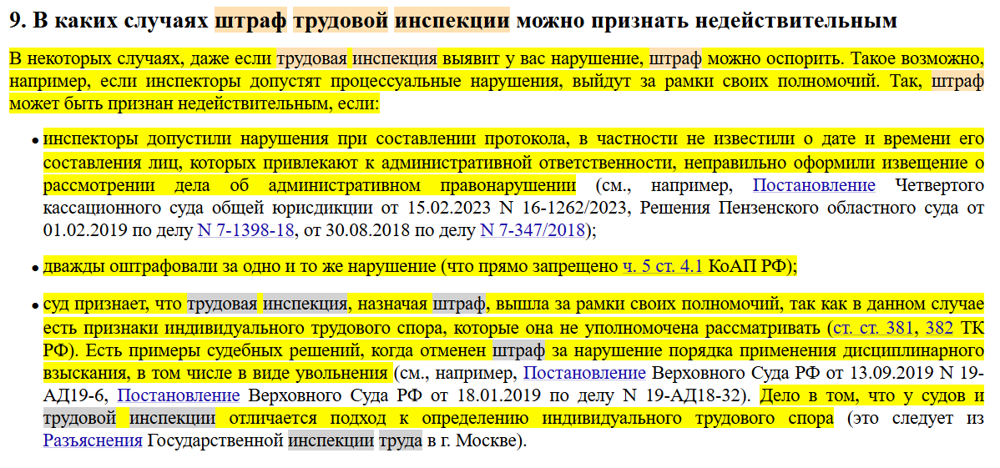 9. В каких случаях штраф трудовой инспекции можно признать недействительным
В некоторых случаях, даже если трудовая инспекция выявит у вас нарушение, штраф можно оспорить. Такое возможно,
например, если инспекторы допустят процессуальные нарушения, выйдут за рамки своих полномочий. Так, штраф
может быть признан недействительным, если:
● инспекторы допустили нарушения при составлении протокола, в частности не известили о дате и времени его
составления лиц, которых привлекают к административной ответственности, неправильно оформили извещение о
рассмотрении дела об административном правонарушении (см., например, Постановление Четвертого
кассационного суда общей юрисдикции от 15.02.2023 N 16-1262/2023, Решения Пензенского областного суда от
01.02.2019 по делу N 7-1398-18, от 30.08.2018 по делу N 7-347/2018);
● дважды оштрафовали за одно и то же нарушение (что прямо запрещено ч. 5 ст. 4.1 КоАП РФ);
● суд признает, что трудовая инспекция, назначая штраф, вышла за рамки своих полномочий, так как в данном случае
есть признаки индивидуального трудового спора, которые она не уполномочена рассматривать (ст. ст. 381, 382 ТК
РФ). Есть примеры судебных решений, когда отменен штраф за нарушение порядка применения дисциплинарного
взыскания, в том числе в виде увольнения (см., например, Постановление Верховного Суда РФ от 13.09.2019 N 19-
АД19-6, Постановление Верховного Суда РФ от 18.01.2019 по делу N 19-АД18-32). Дело в том, что у судов и
трудовой инспекции отличается подход к определению индивидуального трудового спора (это следует из
Разъяснения Государственной инспекции труда в г. Москве).